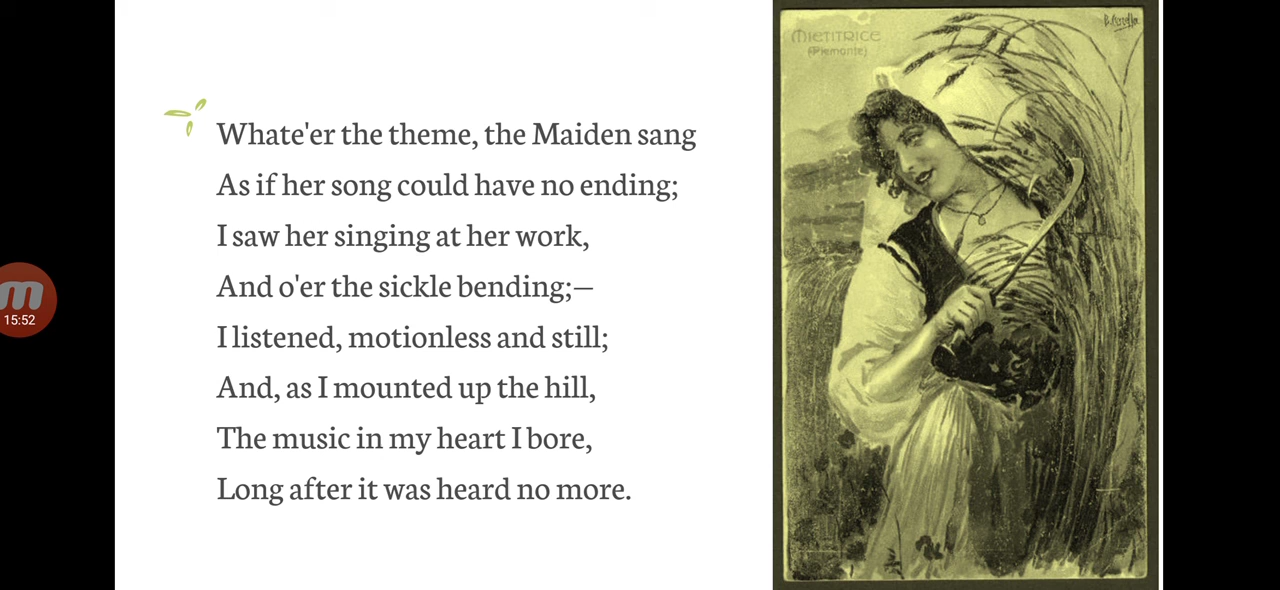 Whate'er the theme, the Maiden sang
As if her song could have no ending;
I saw her singing at her work,
And o'er the sickle bending;—
I listened, motionless and still;
And, as I mounted up the hill,
The music in my heart I bore,
Long after it was heard no more.
MIETITRICE
(Piemonte)
m
15:52